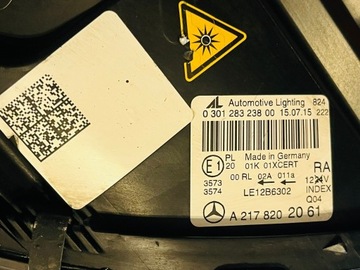 AL Automotive Lighting 824
0 301 283 238 00 15.07.15 222
E1 PL Made in Germany
20 01K 01XCERT RA
00 RL 02A 011a 12 V
3573 INDEX
3574 LE12B6302 Q04
A 217 820 20 61